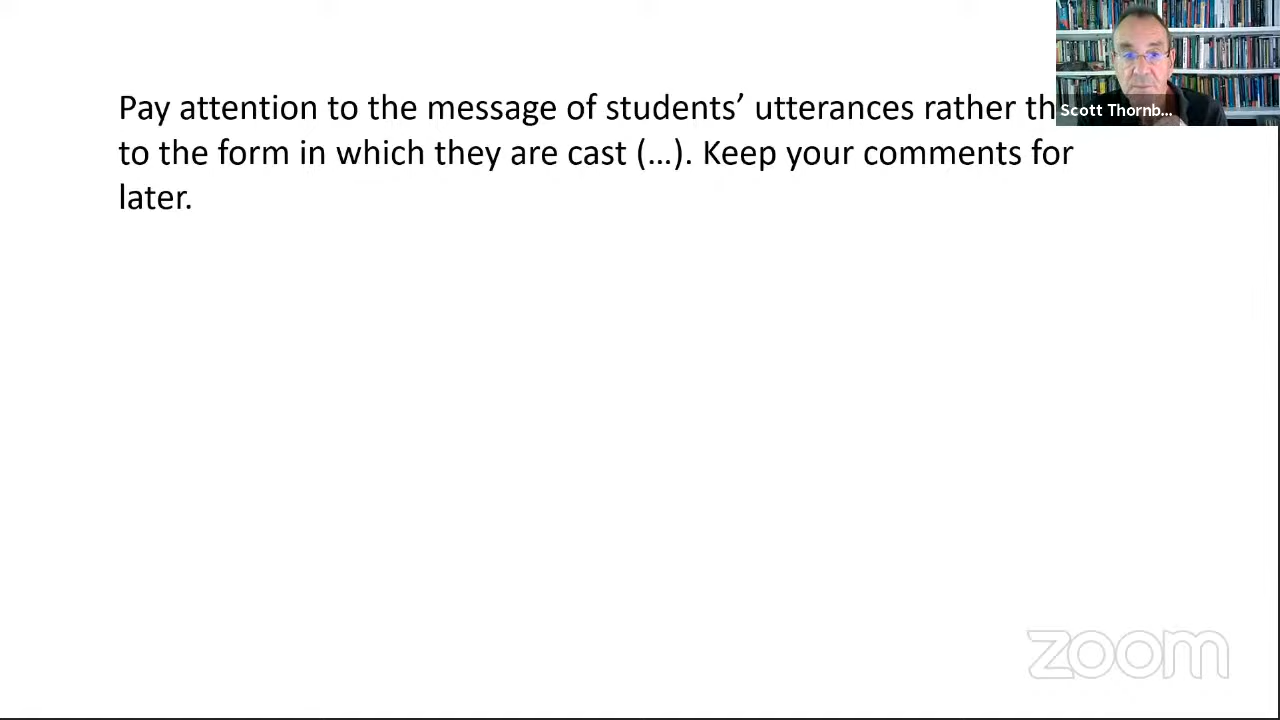 Pay attention to the message of students’ utterances rather th
to the form in which they are cast (…). Keep your comments for
later.
Scott Thornb...
zoom